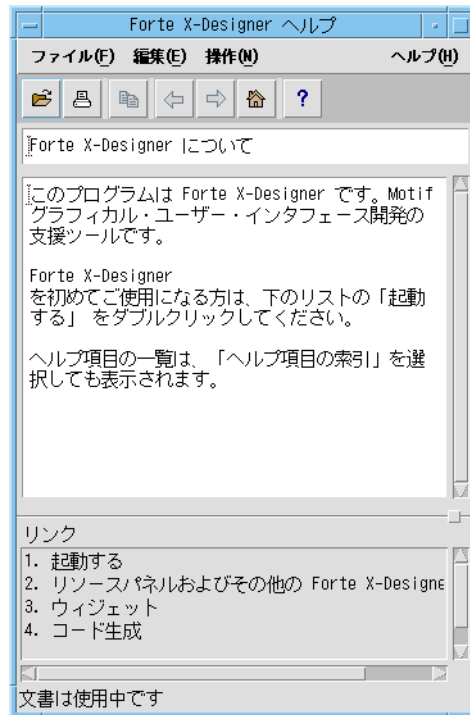 Forte X-Designer ヘルプ
ファイル(F) 編集(E) 操作(N) ヘルプ(H)
?
Forte X-Designer について
このプログラムは Forte X-Designer です。Motif
グラフィカル・ユーザー・インタフェース開発の
支援ツールです。
Forte X-Designer
を初めてご使用になる方は、下のリストの「起動
する」 をダブルクリックしてください。
ヘルプ項目の一覧は、「ヘルプ項目の索引」を選
択しても表示されます。
リンク
1. 起動する
2. リソースパネルおよびその他の Forte X-Designe
3. ウィジェット
4. コード生成
文書は使用中です